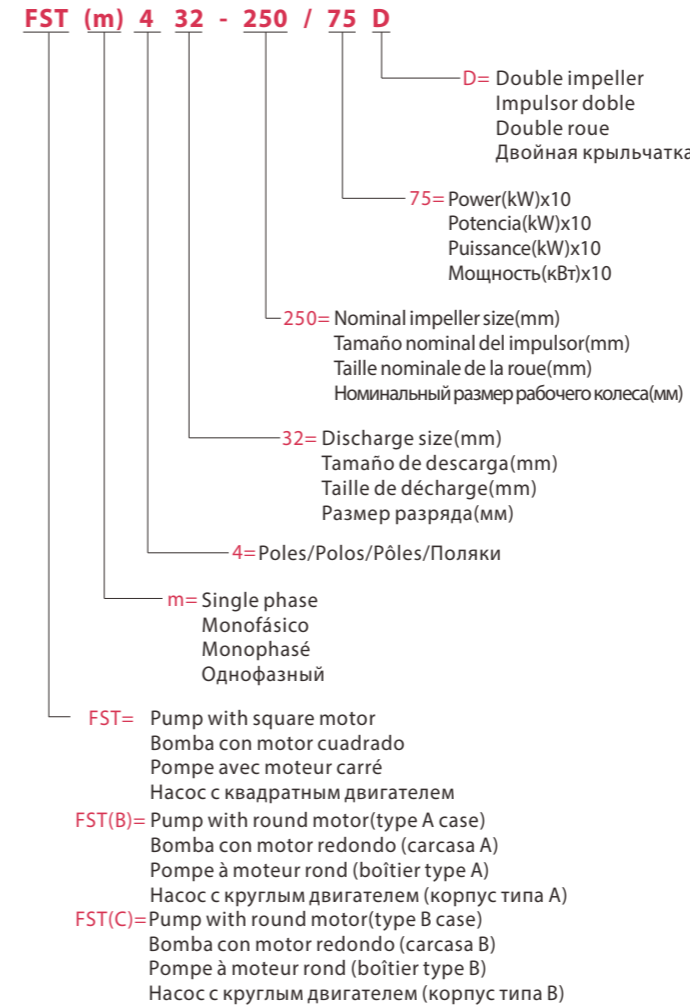 FST (m) 4 32 - 250 / 75 D
D= Double impeller
Impulsor doble
Double roue
Двойная крыльчатка
75= Power(kW)x10
Potencia(kW)x10
Puissance(kW)x10
Мощность(кВт)x10
250= Nominal impeller size(mm)
Tamaño nominal del impulsor(mm)
Taille nominale de la roue(mm)
Номинальный размер рабочего колеса(мм)
32= Discharge size(mm)
Tamaño de descarga(mm)
Taille de décharge(mm)
Размер разряда(мм)
4=Poles/Polos/Pôles/Поляки
m= Single phase
Monofásico
Monophasé
Однофазный
FST= Pump with square motor
Bomba con motor cuadrado
Pompe avec moteur carré
Насос с квадратным двигателем
FST(B)= Pump with round motor(type A case)
Bomba con motor redondo (carcasa A)
Pompe à moteur rond (boîtier type A)
Насос с круглым двигателем (корпус типа A)
FST(C)=Pump with round motor(type B case)
Bomba con motor redondo (carcasa B)
Pompe à moteur rond (boîtier type B)
Насос с круглым двигателем (корпус типа B)